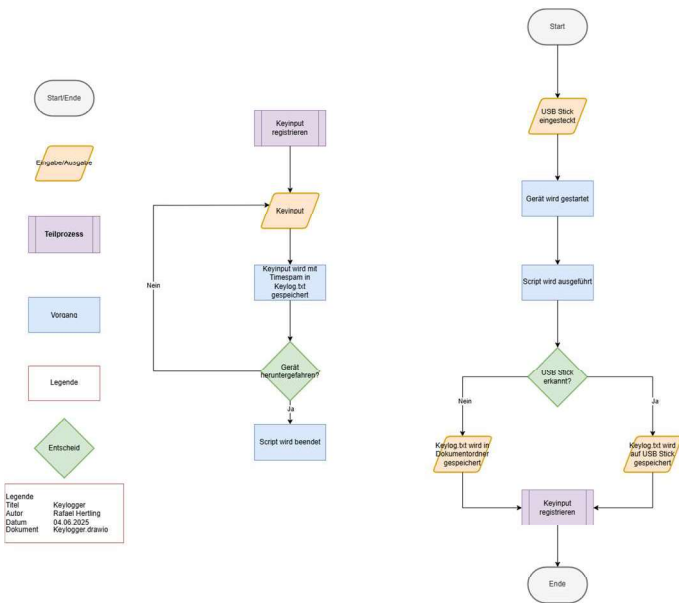 Start/Ende
Eingabe/Ausgabe
Teilprozess
Vorgang
Legende
Entscheid
Legende
Titel Keylogger
Autor Rafael Hertling
Datum 04.06.2025
Dokument Keylogger.drawio
Keyinput
registrieren
Keyinput
Keyinput wird mit
Timespam in
Keylog.txt
gespeichert
Nein
Gerät
heruntergefahren?
Ja
Script wird beendet
Start
USB Stick
eingesteckt
Gerät wird gestartet
Script wird ausgeführt
USB Stick
erkannt?
Nein
Ja
Keylog.txt wird in
Dokumentordner
gespeichert
Keylog.txt wird
auf USB Stick
gespeichert
Keyinput
registrieren
Ende